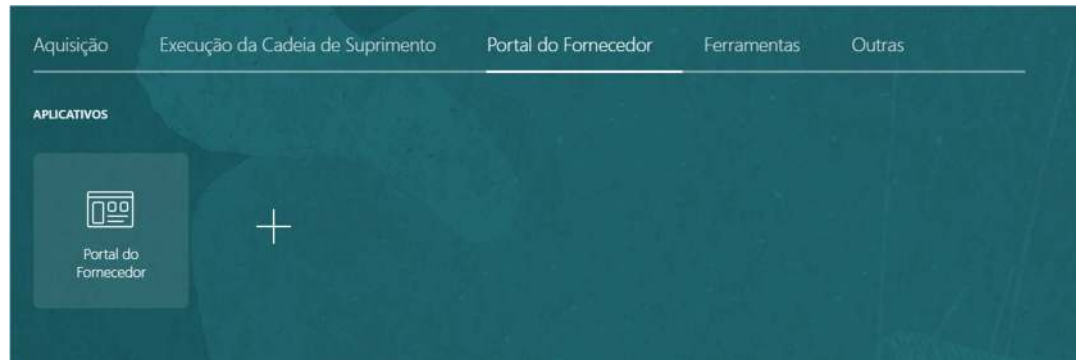 Aquisição Execução da Cadeia de Suprimento Portal do Fornecedor Ferramentas Outras
APLICATIVOS
Portal do
Fornecedor